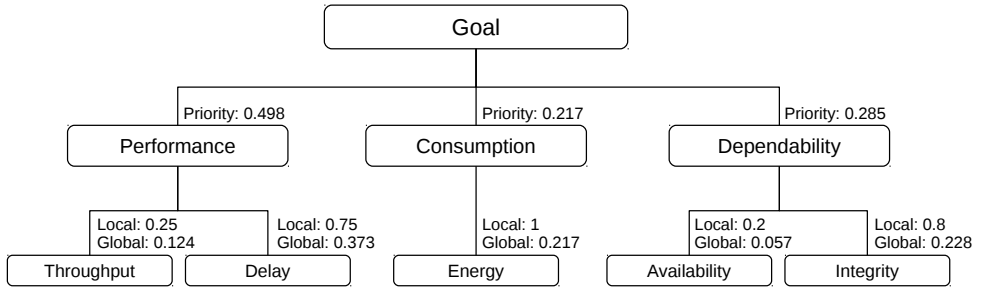 Goal
Priority: 0.498
Priority: 0.217
Priority: 0.285
Performance
Consumption
Dependability
Local: 0.25
Global: 0.124
Local: 0.75
Global: 0.373
Local: 1
Global: 0.217
Local: 0.2
Global: 0.057
Local: 0.8
Global: 0.228
Throughput
Delay
Energy
Availability
Integrity